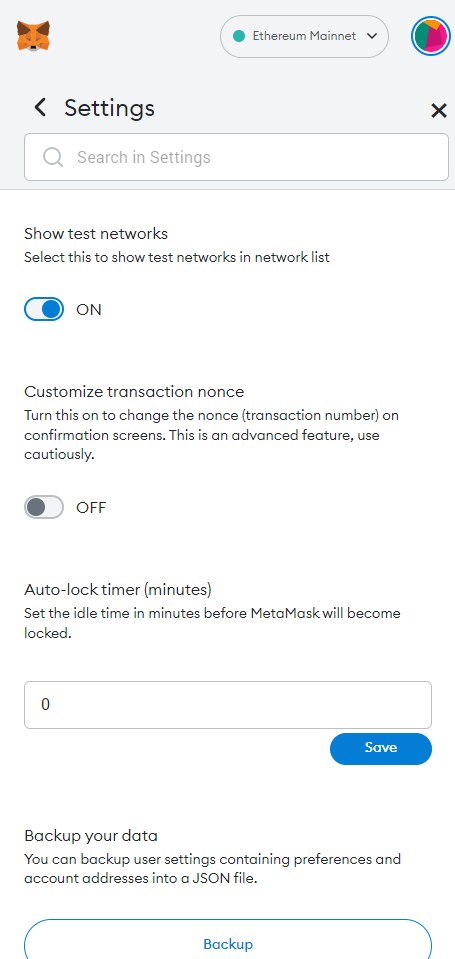 Ethereum Mainnet
Settings
Search in Settings
Show test networks
Select this to show test networks in network list
ON
Customize transaction nonce
Turn this on to change the nonce (transaction number) on
confirmation screens. This is an advanced feature, use
cautiously.
OFF
Auto-lock timer (minutes)
Set the idle time in minutes before MetaMask will become
locked.
0
Save
Backup your data
You can backup user settings containing preferences and
account addresses into a JSON file.
Backup